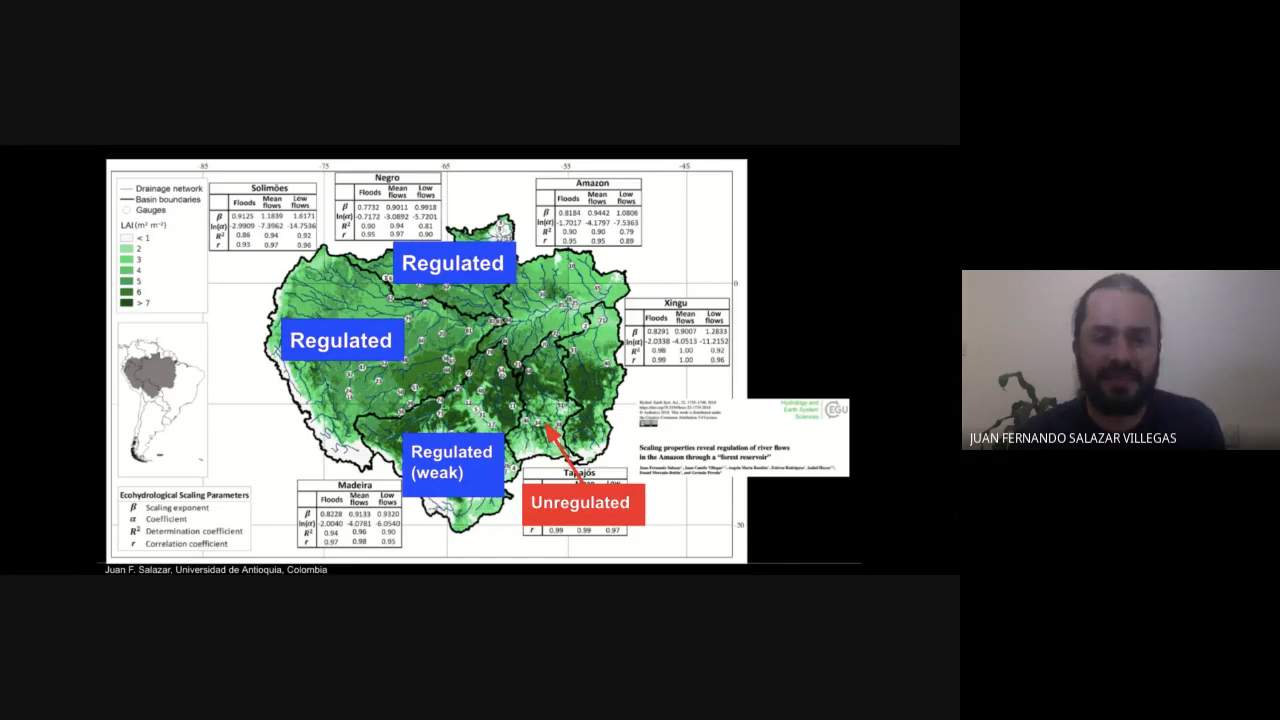 -85 -75 -65 -55 -45
Drainage network
Basin boundaries
Gauges
LAI (m² m⁻²)
< 1
2
3
4
5
6
> 7
Solimões
Floods Mean flows Low flows
β 0.9125 1.1839 1.6171
ln(α) -2.9909 -7.3962 -14.7536
R² 0.86 0.94 0.92
r 0.93 0.97 0.96
Negro
Floods Mean flows Low flows
β 0.7732 0.9011 0.9918
ln(α) -0.7172 -3.0892 -5.7201
R² 0.90 0.94 0.81
r 0.95 0.97 0.90
Amazon
Floods Mean flows Low flows
β 0.8184 0.9442 1.0806
ln(α) -1.7017 -4.1797 -7.5363
R² 0.90 0.90 0.79
r 0.95 0.95 0.89
Regulated
Regulated
0
Xingu
Floods Mean flows Low flows
β 0.8291 0.9007 1.2833
ln(α) -2.0338 -4.0513 -11.2152
R² 0.98 1.00 0.92
r 0.99 1.00 0.96
Regulated
(weak)
Hydrology and
Earth System
Sciences
EGU
Scaling properties reveal regulation of river flows
in the Amazon through a "forest reservoir"
Unregulated
r 0.99 0.99 0.97
-20
Madeira
Floods Mean flows Low flows
β 0.8228 0.9133 0.9320
ln(α) -2.0040 -4.0781 -6.0540
R² 0.94 0.96 0.90
r 0.97 0.98 0.95
Ecohydrological Scaling Parameters
β Scaling exponent
α Coefficient
R² Determination coefficient
r Correlation coefficient
Juan F. Salazar, Universidad de Antioquia, Colombia
JUAN FERNANDO SALAZAR VILLEGAS